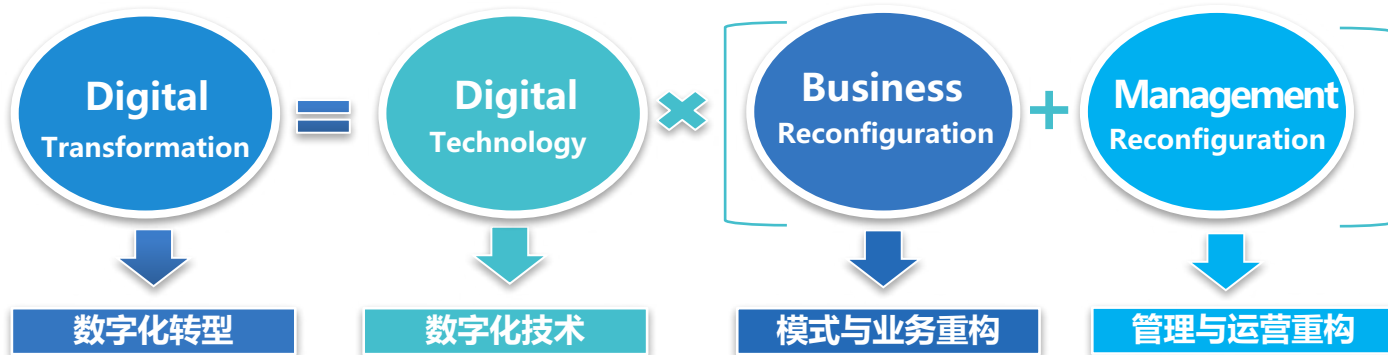 Digital
Transformation
=
Digital
Technology
×
[
Business
Reconfiguration
+
Management
Reconfiguration
]
数字化转型
数字化技术
模式与业务重构
管理与运营重构